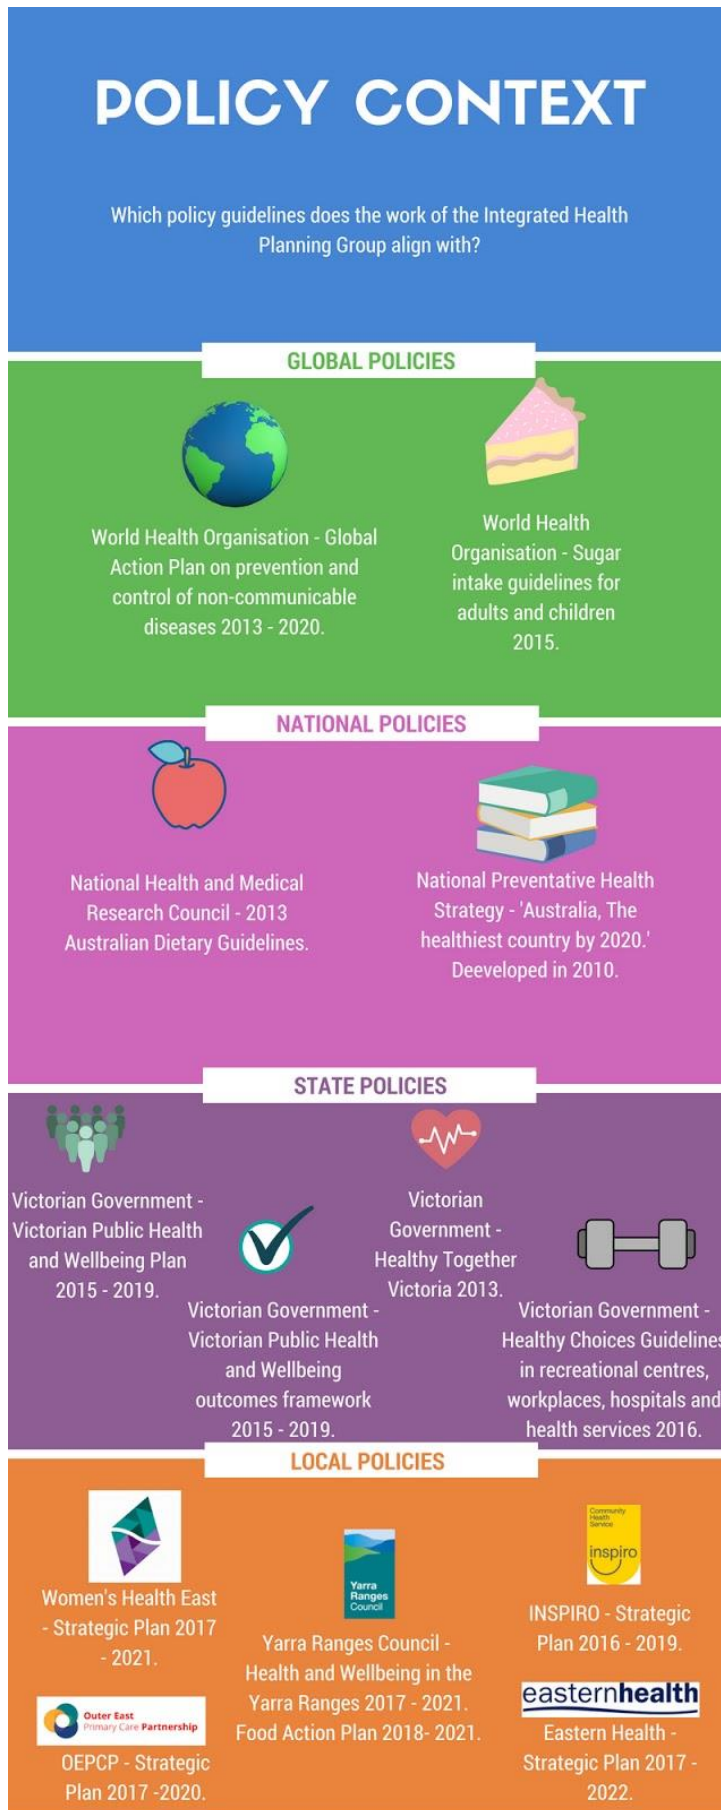 POLICY CONTEXT
Which policy guidelines does the work of the Integrated Health
Planning Group align with?
GLOBAL POLICIES
World Health Organisation - Global
Action Plan on prevention and
control of non-communicable
diseases 2013 - 2020.
World Health
Organisation - Sugar
intake guidelines for
adults and children
2015.
NATIONAL POLICIES
National Health and Medical
Research Council - 2013
Australian Dietary Guidelines.
National Preventative Health
Strategy - 'Australia, The
healthiest country by 2020.'
Deeveloped in 2010.
STATE POLICIES
Victorian Government -
Victorian Public Health
and Wellbeing Plan
2015 - 2019.
Victorian Government -
Victorian Public Health
and Wellbeing
outcomes framework
2015 - 2019.
Victorian
Government -
Healthy Together
Victoria 2013.
Victorian Government -
Healthy Choices Guidelines
in recreational centres,
workplaces, hospitals and
health services 2016.
LOCAL POLICIES
Women's Health East
- Strategic Plan 2017
- 2021.
Outer East
Primary Care Partnership
OEPCP - Strategic
Plan 2017 -2020.
Yarra
Ranges
Council
Yarra Ranges Council -
Health and Wellbeing in the
Yarra Ranges 2017 - 2021.
Food Action Plan 2018- 2021.
Community
Health
Service
inspiro
INSPIRO - Strategic
Plan 2016 - 2019.
easternhealth
Eastern Health -
Strategic Plan 2017 -
2022.